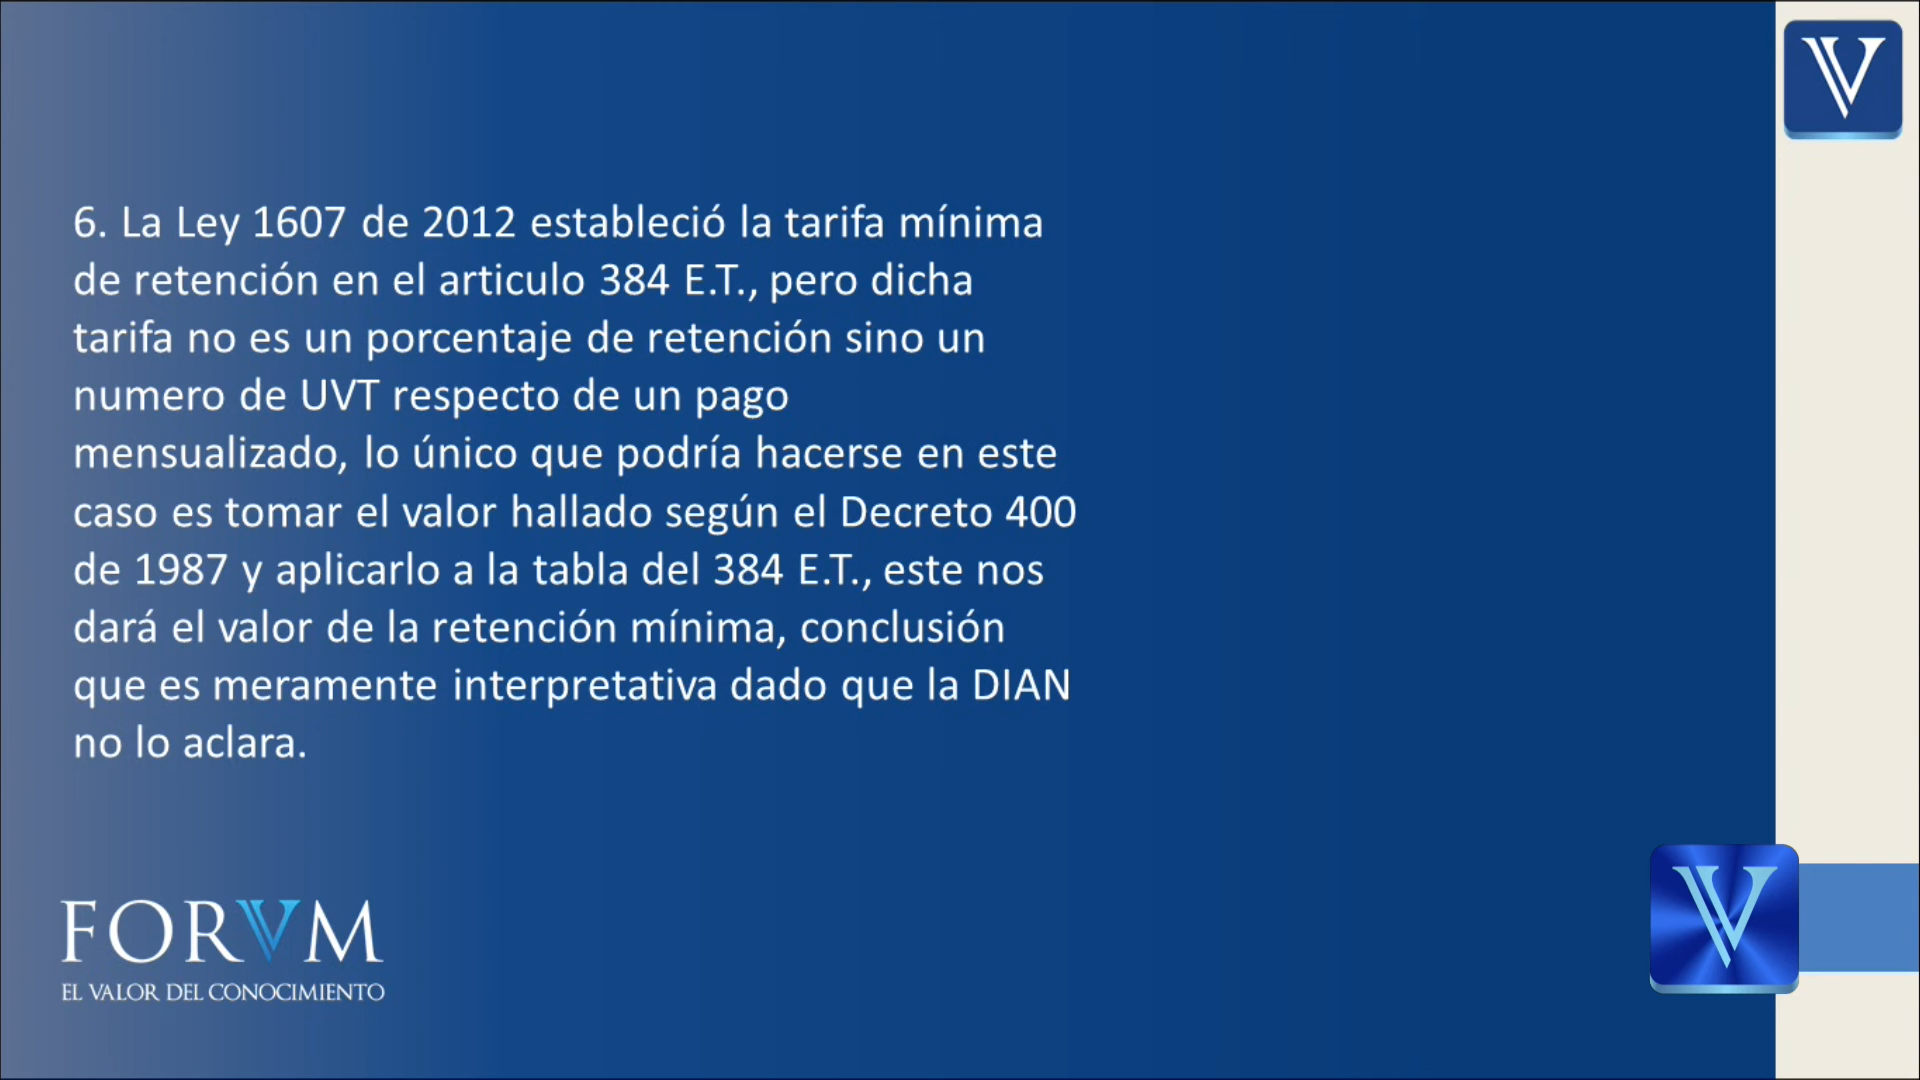 6. La Ley 1607 de 2012 estableció la tarifa mínima
de retención en el articulo 384 E.T., pero dicha
tarifa no es un porcentaje de retención sino un
numero de UVT respecto de un pago
mensualizado, lo único que podría hacerse en este
caso es tomar el valor hallado según el Decreto 400
de 1987 y aplicarlo a la tabla del 384 E.T., este nos
dará el valor de la retención mínima, conclusión
que es meramente interpretativa dado que la DIAN
no lo aclara.
FORVM
EL VALOR DEL CONOCIMIENTO
V
V